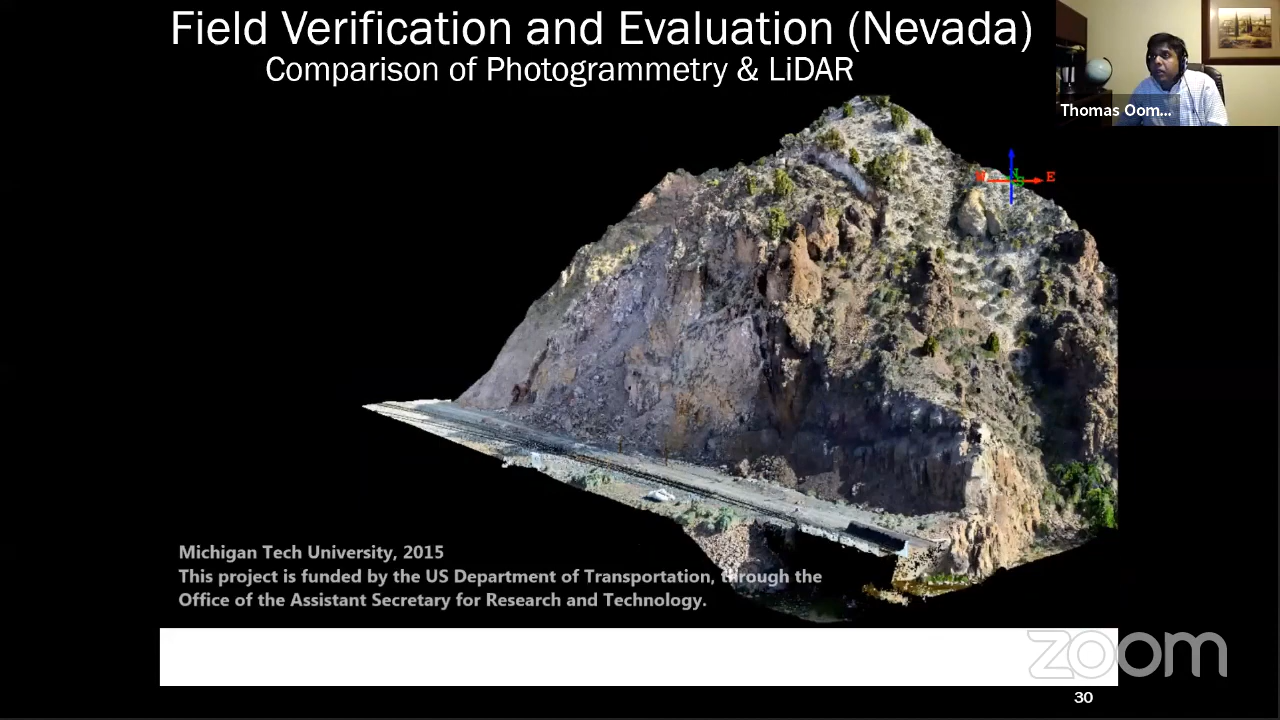 Field Verification and Evaluation (Nevada)
Comparison of Photogrammetry & LiDAR
Thomas Oom...
E
Michigan Tech University, 2015
This project is funded by the US Department of Transportation, through the
Office of the Assistant Secretary for Research and Technology.
zoom
30